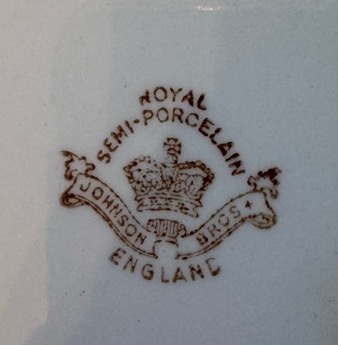 ROYAL
SEMI-PORCELAIN
JOHNSON BROS
ENGLAND